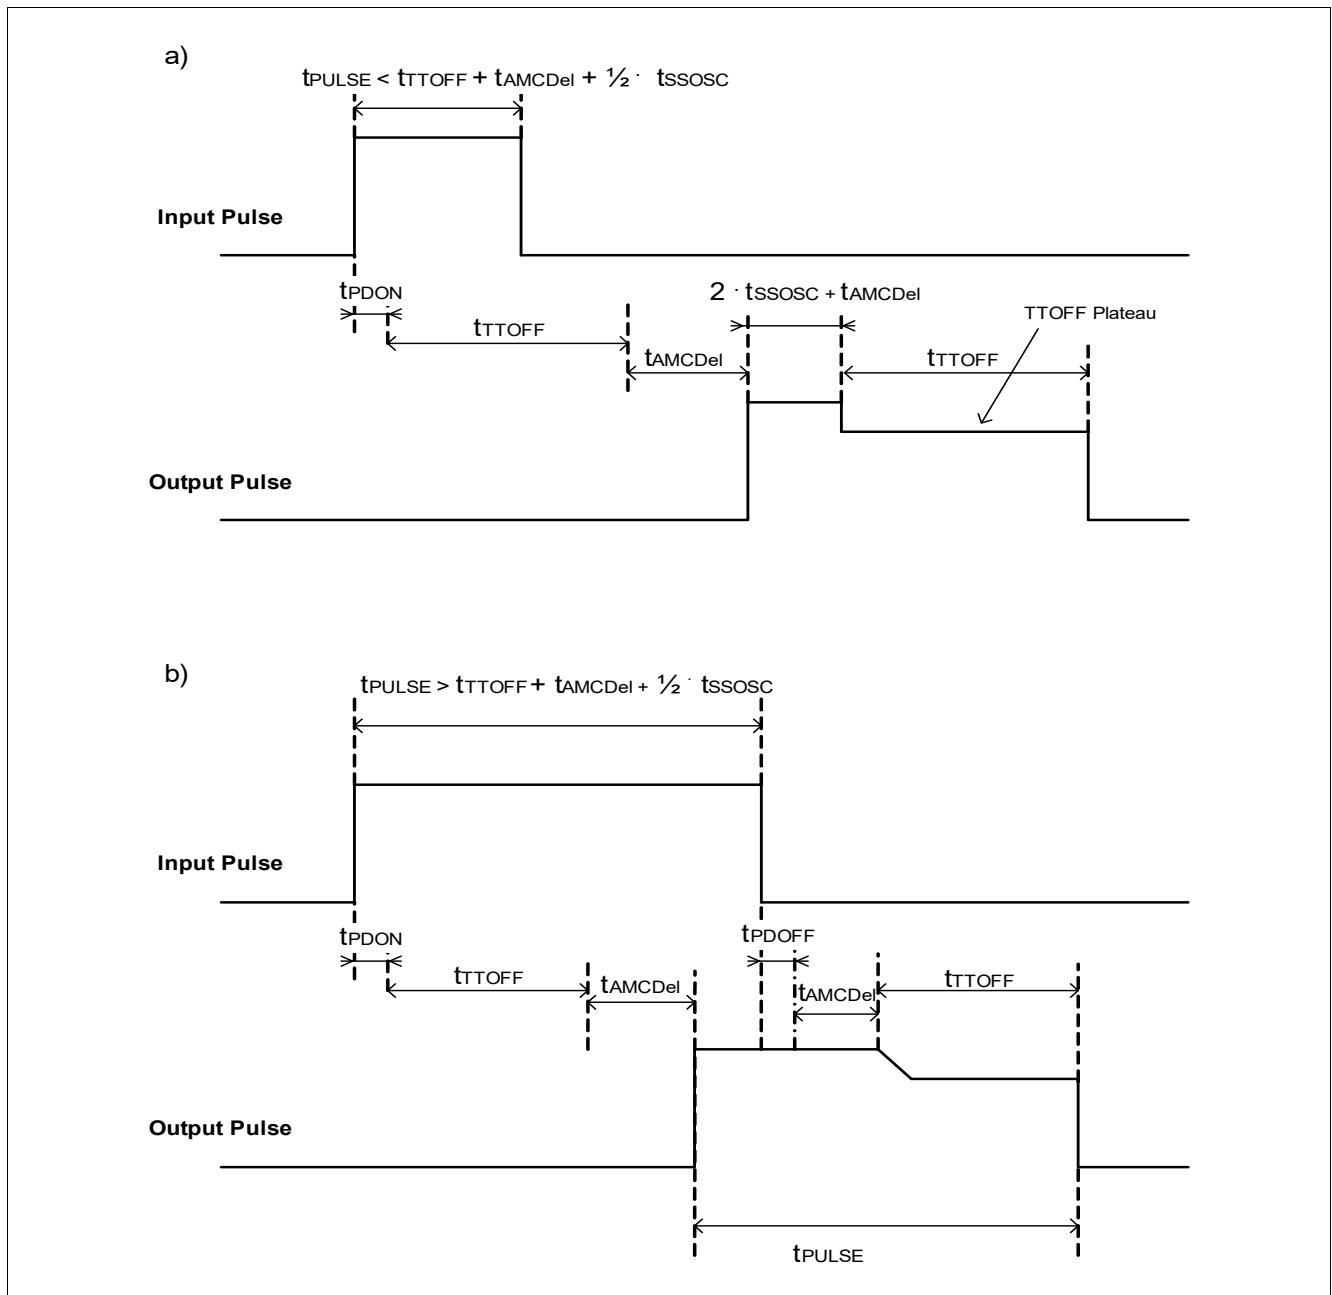 a)
tPULSE < tTTOFF + tAMCDel + ½ · tSSOSC
Input Pulse
tPDON
2 · tSSOSC + tAMCDel
TTOFF Plateau
tTTOFF
tAMCDel
tTTOFF
Output Pulse
b)
tPULSE > tTTOFF + tAMCDel + ½ · tSSOSC
Input Pulse
tPDON
tPDOFF
tTTOFF
tAMCDel
tAMCDel
tTTOFF
Output Pulse
tPULSE